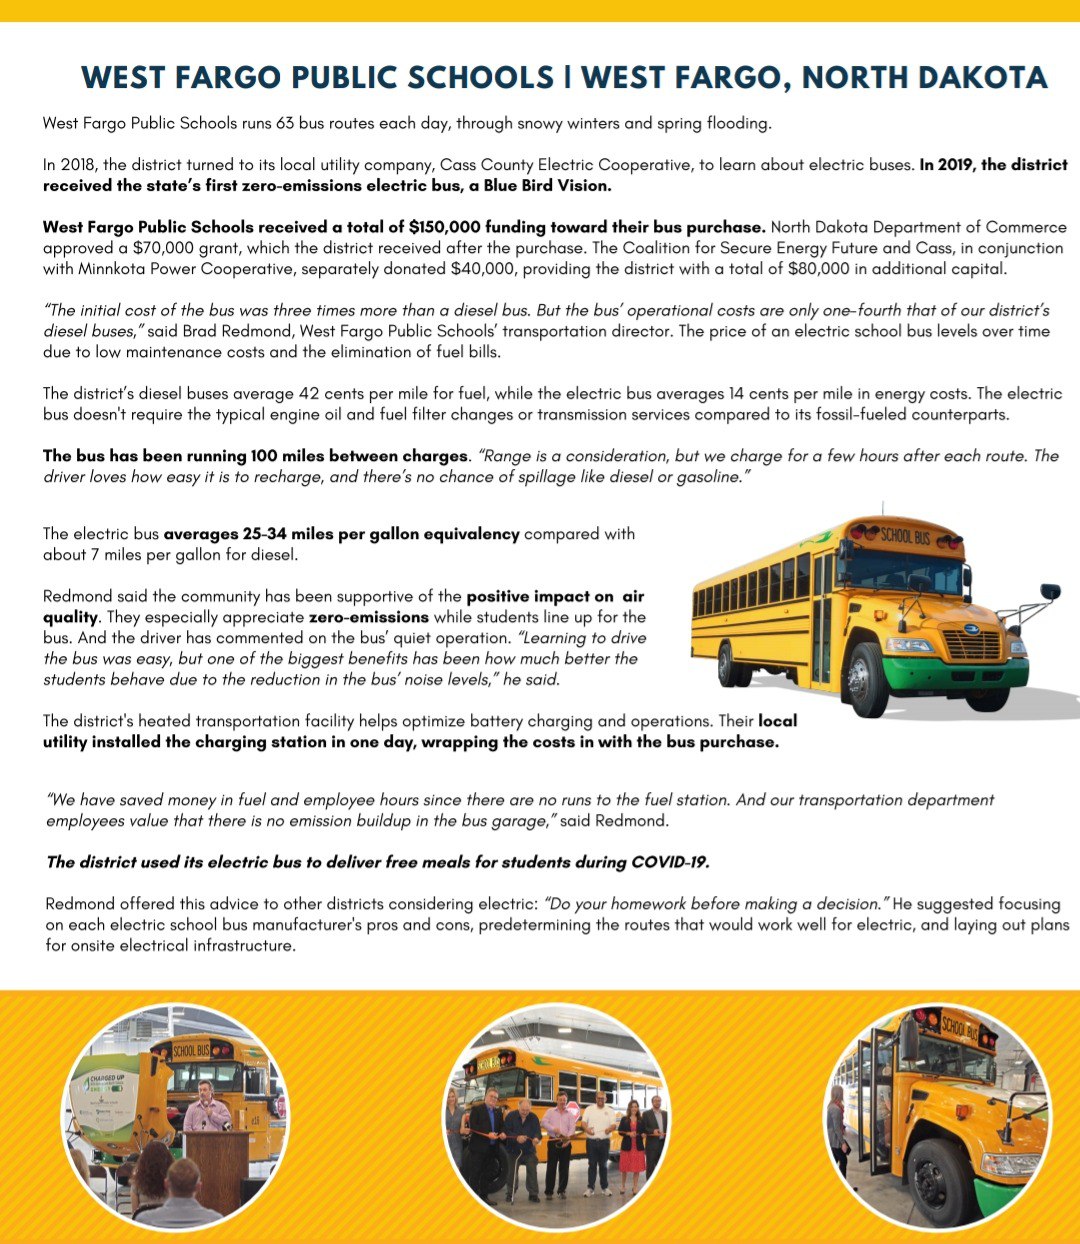 WEST FARGO PUBLIC SCHOOLS | WEST FARGO, NORTH DAKOTA
West Fargo Public Schools runs 63 bus routes each day, through snowy winters and spring flooding.
In 2018, the district turned to its local utility company, Cass County Electric Cooperative, to learn about electric buses. In 2019, the district
received the state’s first zero-emissions electric bus, a Blue Bird Vision.
West Fargo Public Schools received a total of $150,000 funding toward their bus purchase. North Dakota Department of Commerce
approved a $70,000 grant, which the district received after the purchase. The Coalition for Secure Energy Future and Cass, in conjunction
with Minnkota Power Cooperative, separately donated $40,000, providing the district with a total of $80,000 in additional capital.
“The initial cost of the bus was three times more than a diesel bus. But the bus’ operational costs are only one-fourth that of our district’s
diesel buses,” said Brad Redmond, West Fargo Public Schools’ transportation director. The price of an electric school bus levels over time
due to low maintenance costs and the elimination of fuel bills.
The district’s diesel buses average 42 cents per mile for fuel, while the electric bus averages 14 cents per mile in energy costs. The electric
bus doesn't require the typical engine oil and fuel filter changes or transmission services compared to its fossil-fueled counterparts.
The bus has been running 100 miles between charges. “Range is a consideration, but we charge for a few hours after each route. The
driver loves how easy it is to recharge, and there’s no chance of spillage like diesel or gasoline.”
The electric bus averages 25-34 miles per gallon equivalency compared with
about 7 miles per gallon for diesel.
SCHOOL BUS
Redmond said the community has been supportive of the positive impact on air
quality. They especially appreciate zero-emissions while students line up for the
bus. And the driver has commented on the bus’ quiet operation. “Learning to drive
the bus was easy, but one of the biggest benefits has been how much better the
students behave due to the reduction in the bus’ noise levels,” he said.
The district's heated transportation facility helps optimize battery charging and operations. Their local
utility installed the charging station in one day, wrapping the costs in with the bus purchase.
“We have saved money in fuel and employee hours since there are no runs to the fuel station. And our transportation department
employees value that there is no emission buildup in the bus garage,” said Redmond.
The district used its electric bus to deliver free meals for students during COVID-19.
Redmond offered this advice to other districts considering electric: “Do your homework before making a decision.” He suggested focusing
on each electric school bus manufacturer's pros and cons, predetermining the routes that would work well for electric, and laying out plans
for onsite electrical infrastructure.
SCHOOL BUS
CHARGED UP
SCHOOL BUS
SCHOOL BUS